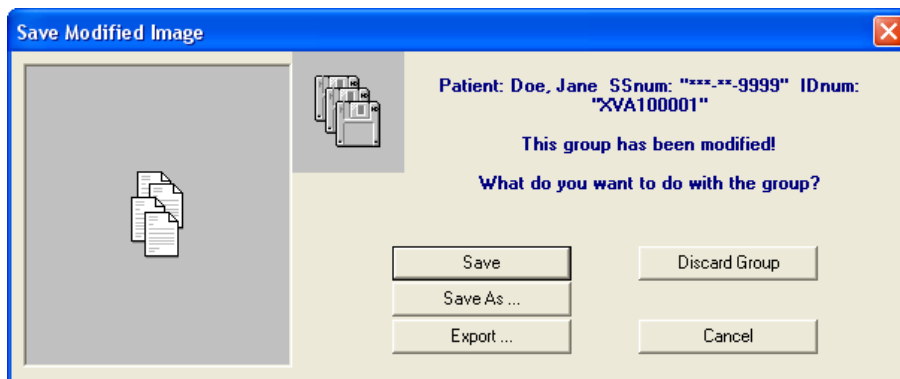 Save Modified Image
Patient: Doe, Jane  SSnum: "***-**-9999"  IDnum:
"XVA100001"
This group has been modified!
What do you want to do with the group?
Save
Discard Group
Save As ...
Export ...
Cancel